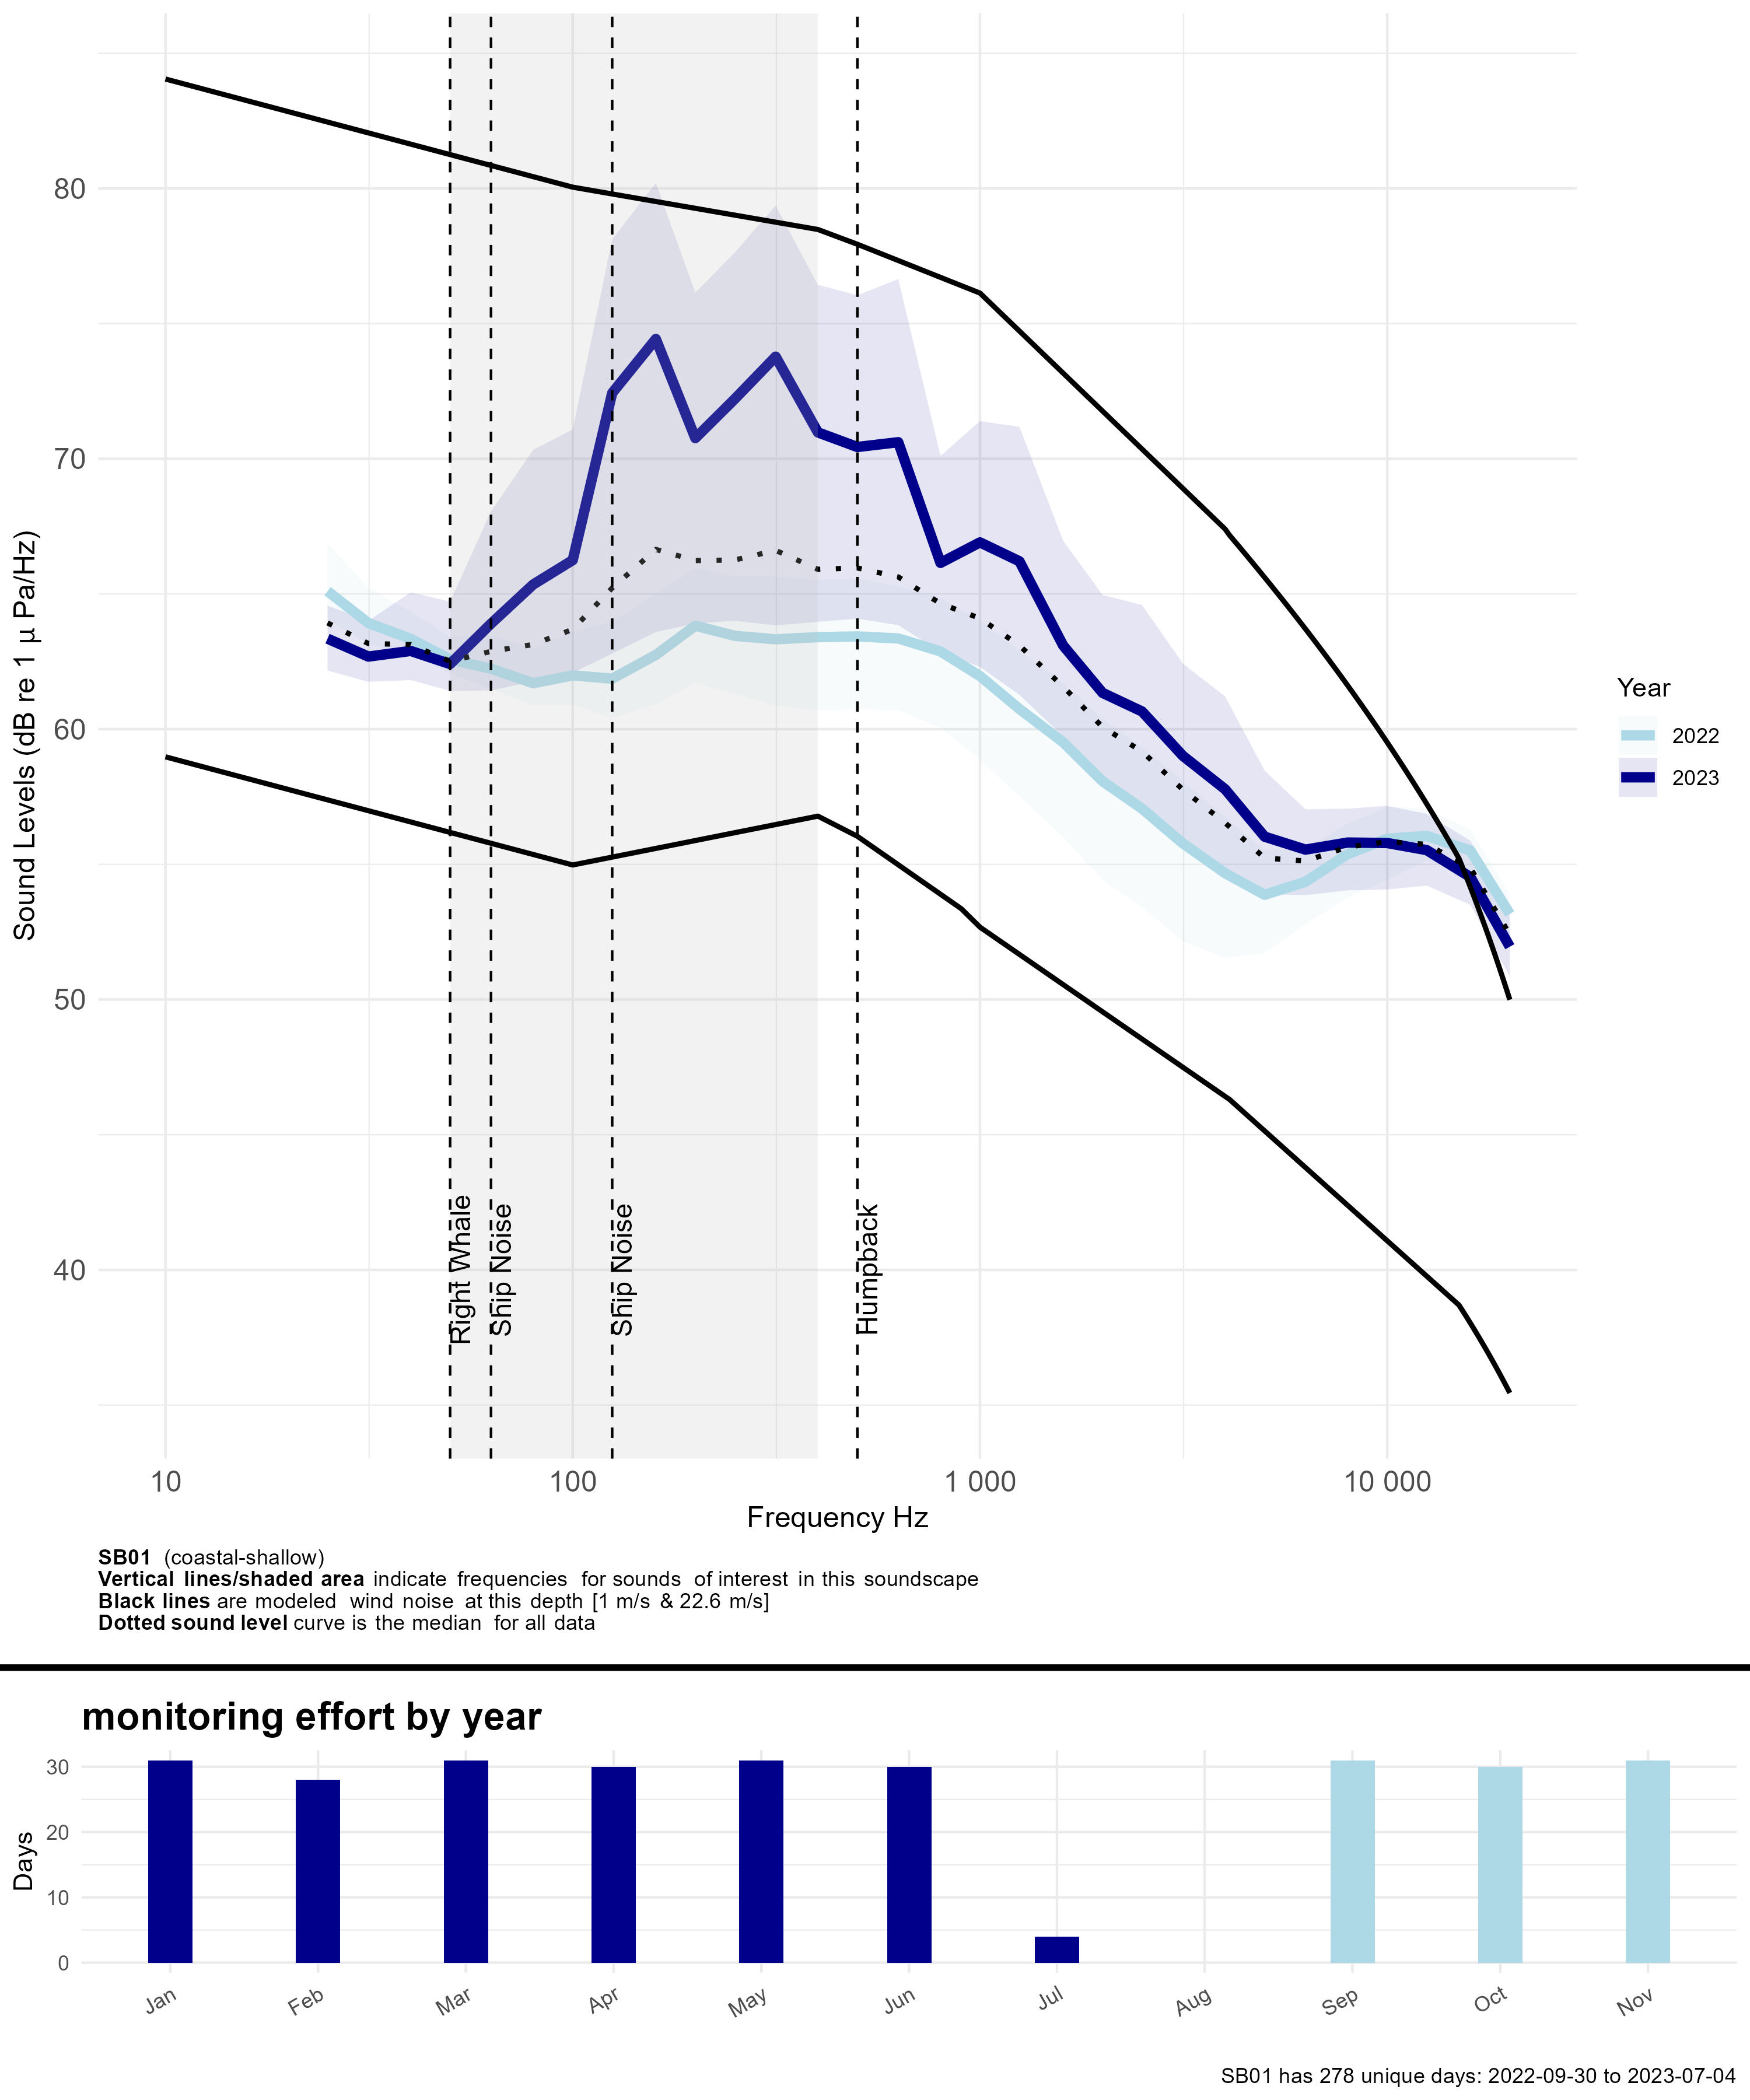 80
70
60
50
40
Sound Levels (dB re 1 µ Pa/Hz)
Right Whale
Ship Noise
Ship Noise
Humpback
10
100
1 000
10 000
Frequency Hz
Year
2022
2023
SB01 (coastal-shallow)
Vertical lines/shaded area indicate frequencies for sounds of interest in this soundscape
Black lines are modeled wind noise at this depth [1 m/s & 22.6 m/s]
Dotted sound level curve is the median for all data
monitoring effort by year
30
20
10
0
Days
Jan
Feb
Mar
Apr
May
Jun
Jul
Aug
Sep
Oct
Nov
SB01 has 278 unique days: 2022-09-30 to 2023-07-04